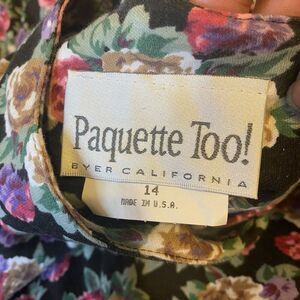 Paquette Too!
BYER CALIFORNIA
14
MADE IN U.S.A.